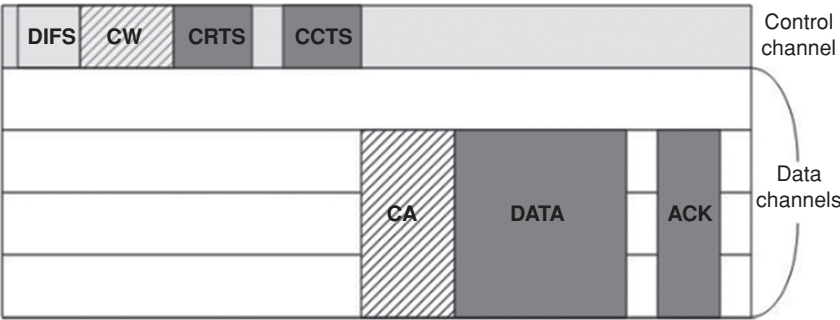 DIFS CW CRTS CCTS
Control
channel
CA DATA ACK
Data
channels